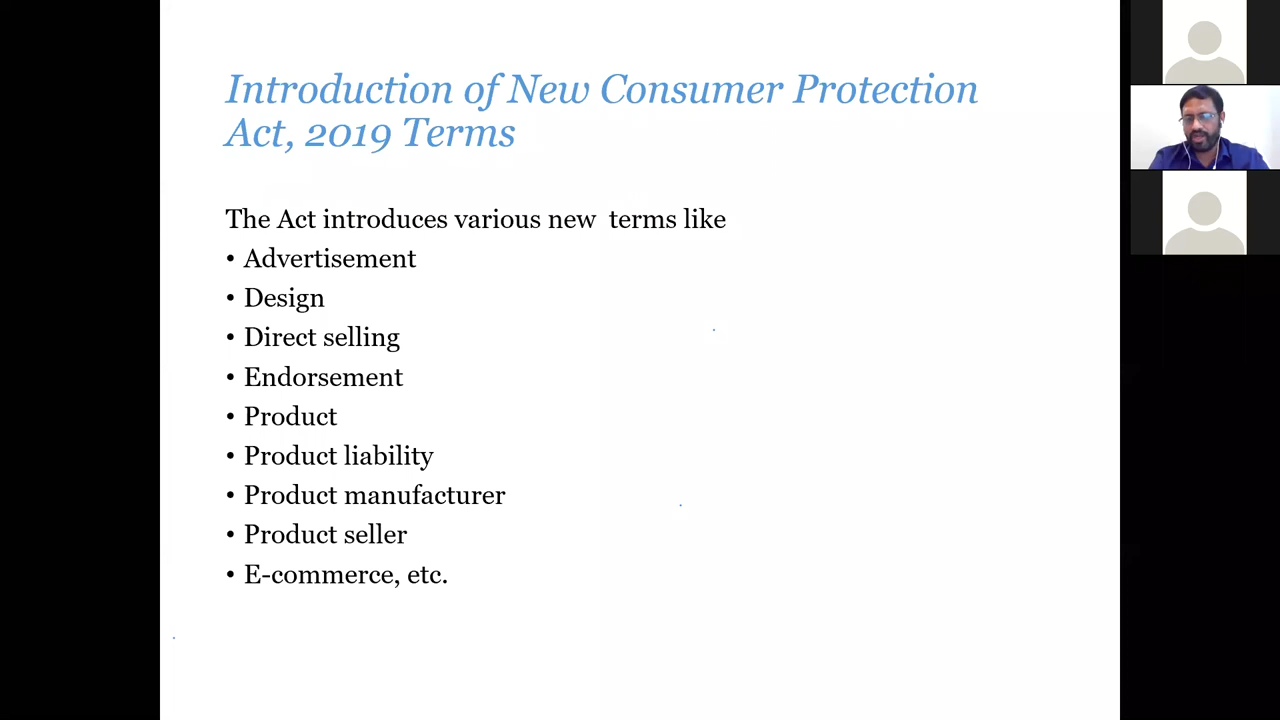 Introduction of New Consumer Protection
Act, 2019 Terms
The Act introduces various new  terms like
• Advertisement
• Design
• Direct selling
• Endorsement
• Product
• Product liability
• Product manufacturer
• Product seller
• E-commerce, etc.